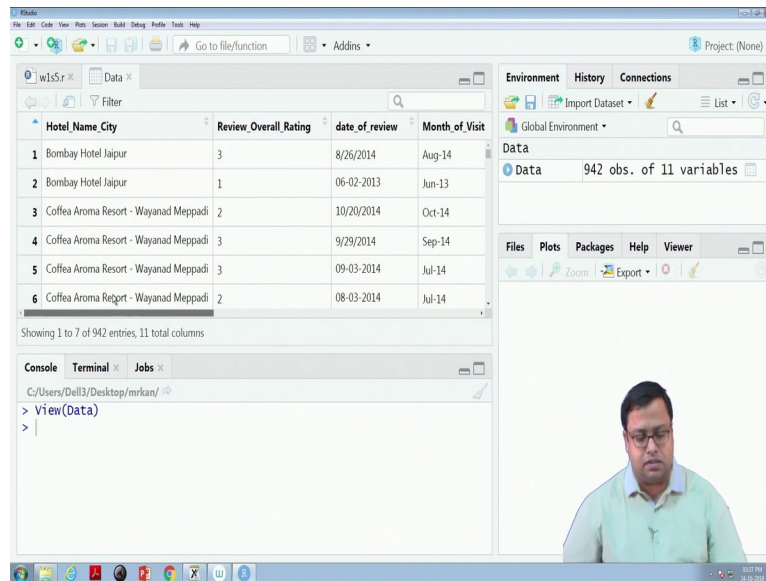 RStudio
File Edit Code View Plots Session Build Debug Profile Tools Help
Go to file/function Addins Project: (None)
w1s5.r × Data ×
Filter
Hotel_Name_City Review_Overall_Rating date_of_review Month_of_Visit
1 Bombay Hotel Jaipur 3 8/26/2014 Aug-14
2 Bombay Hotel Jaipur 1 06-02-2013 Jun-13
3 Coffea Aroma Resort - Wayanad Meppadi 2 10/20/2014 Oct-14
4 Coffea Aroma Resort - Wayanad Meppadi 3 9/29/2014 Sep-14
5 Coffea Aroma Resort - Wayanad Meppadi 3 09-03-2014 Jul-14
6 Coffea Aroma Resort - Wayanad Meppadi 2 08-03-2014 Jul-14
Showing 1 to 7 of 942 entries, 11 total columns
Console Terminal × Jobs ×
C:/Users/Dell3/Desktop/mrkan/
> View(Data)
>
Environment History Connections
Import Dataset List
Global Environment
Data
Data 942 obs. of 11 variables
Files Plots Packages Help Viewer
Zoom Export
03:37 PM